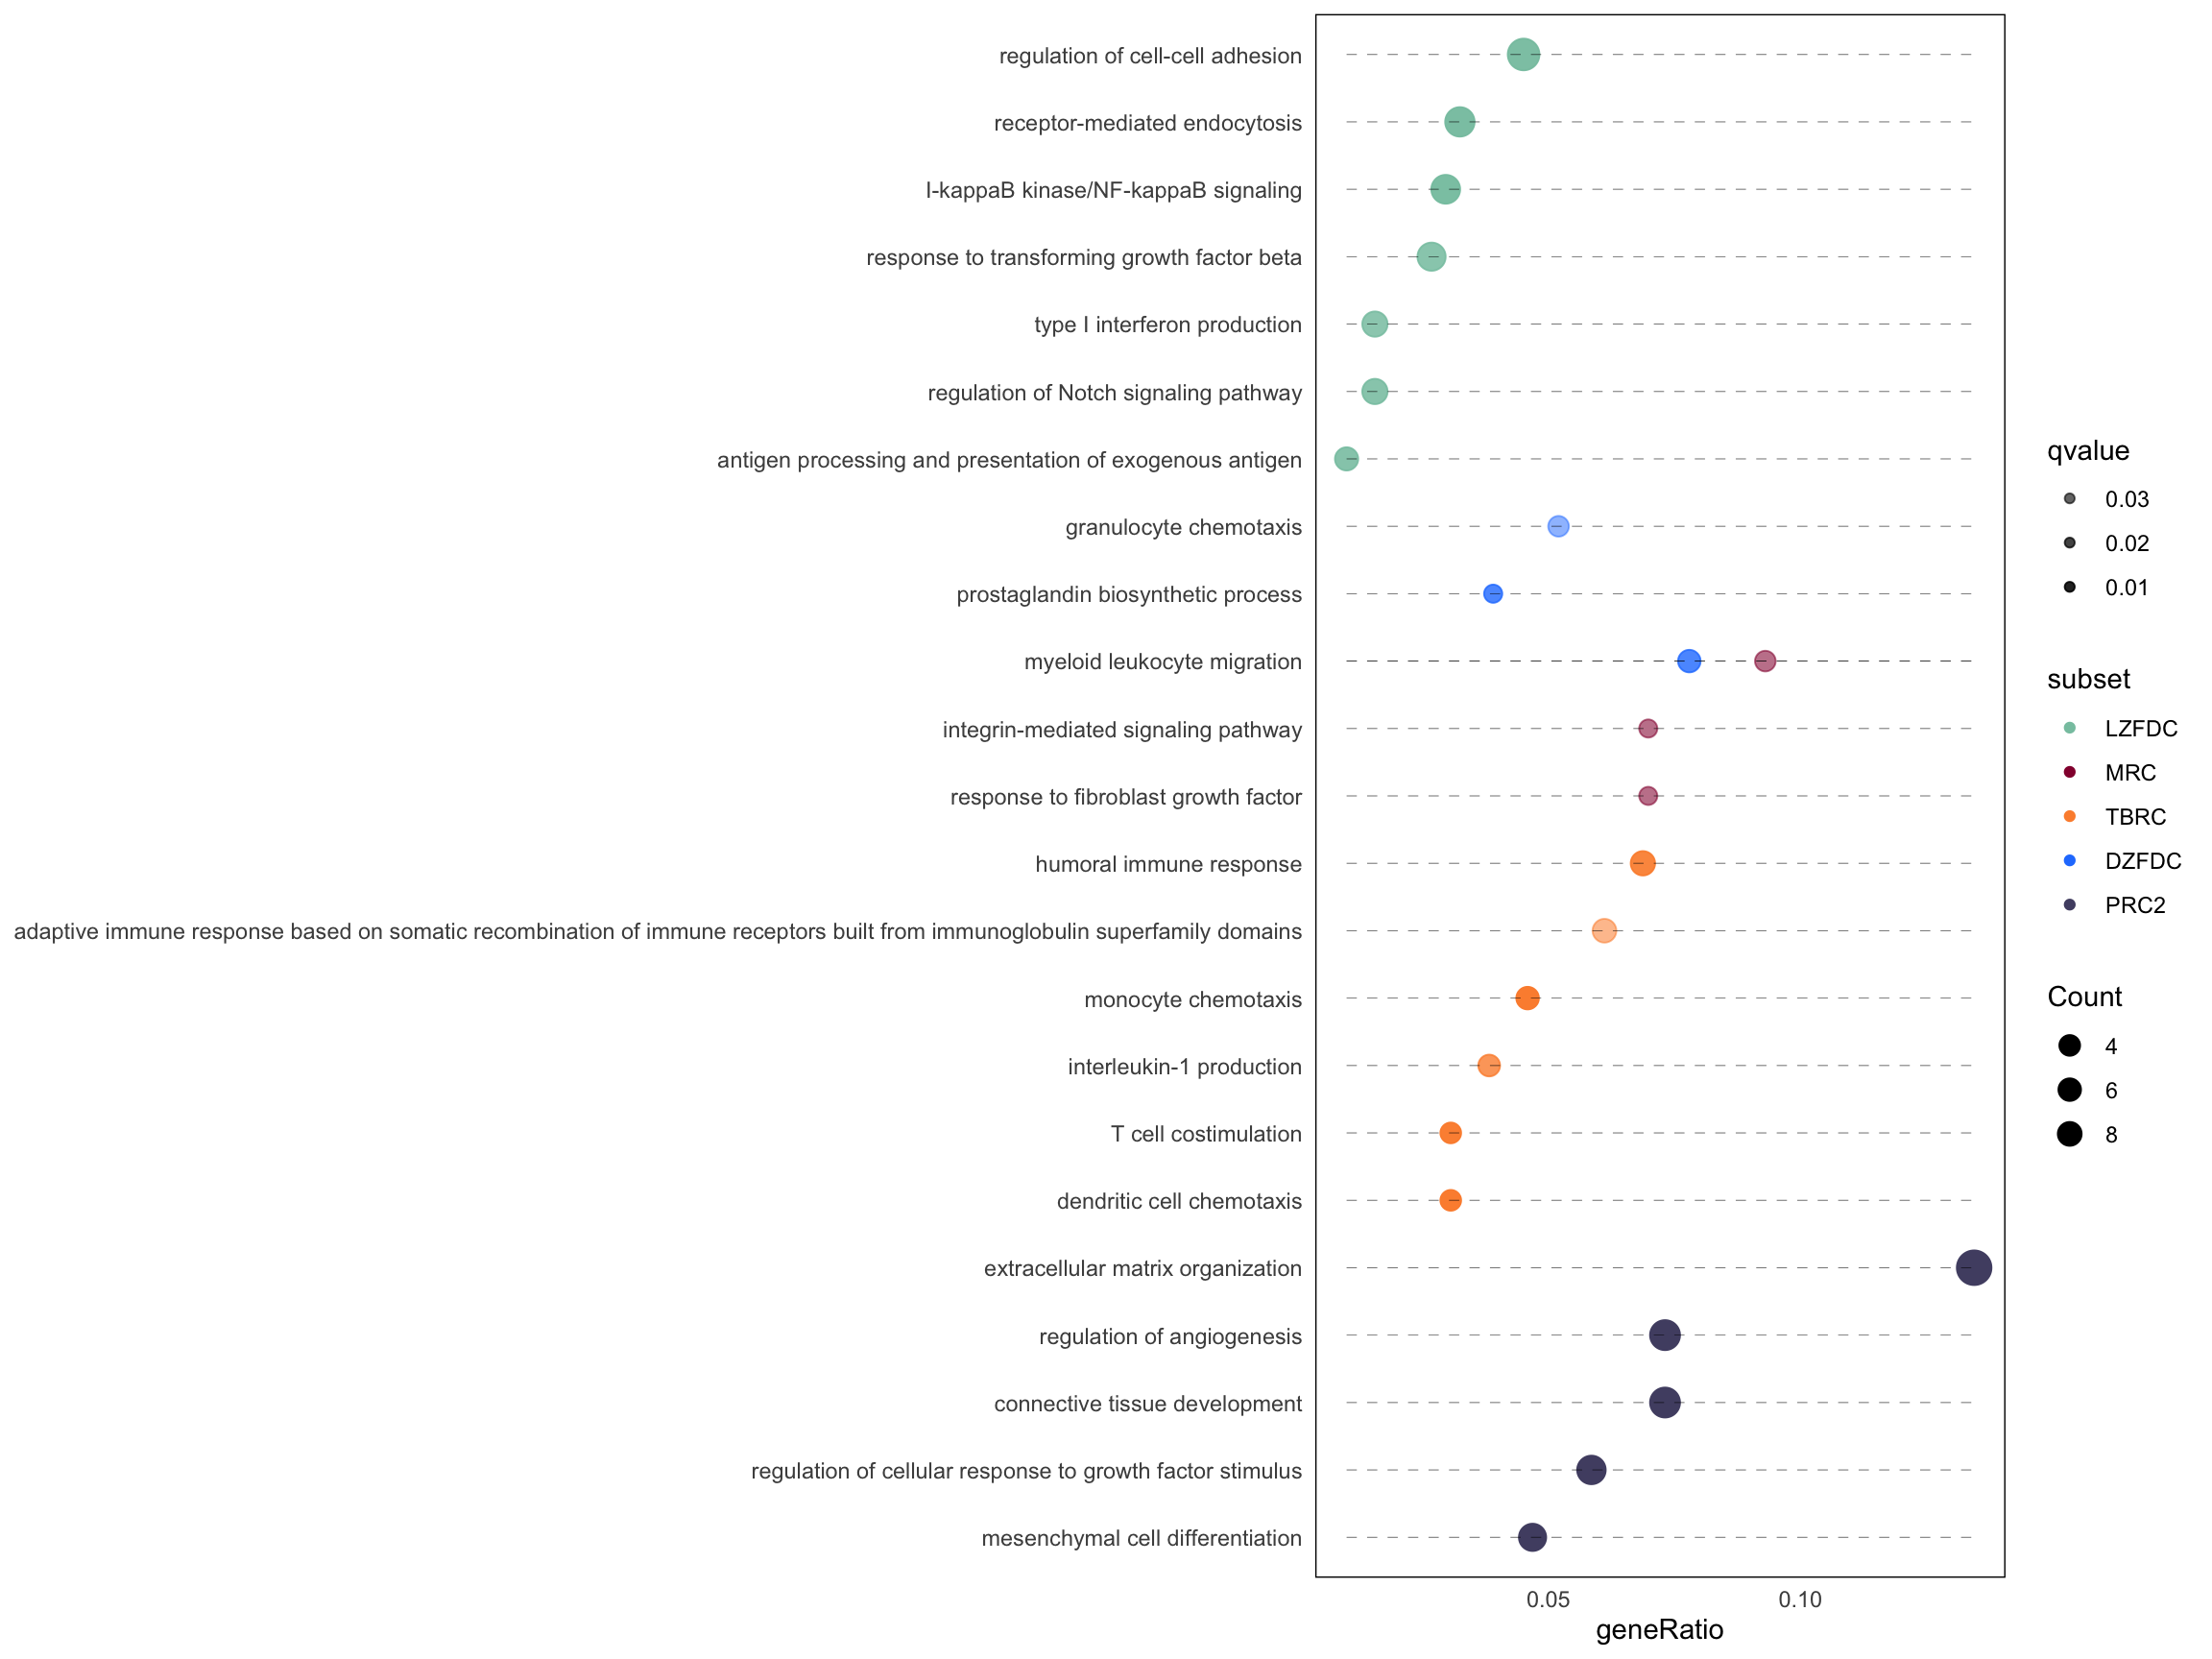 regulation of cell-cell adhesion
receptor-mediated endocytosis
I-kappaB kinase/NF-kappaB signaling
response to transforming growth factor beta
type I interferon production
regulation of Notch signaling pathway
antigen processing and presentation of exogenous antigen
granulocyte chemotaxis
prostaglandin biosynthetic process
myeloid leukocyte migration
integrin-mediated signaling pathway
response to fibroblast growth factor
humoral immune response
adaptive immune response based on somatic recombination of immune receptors built from immunoglobulin superfamily domains
monocyte chemotaxis
interleukin-1 production
T cell costimulation
dendritic cell chemotaxis
extracellular matrix organization
regulation of angiogenesis
connective tissue development
regulation of cellular response to growth factor stimulus
mesenchymal cell differentiation
0.05 0.10
geneRatio
qvalue
0.03
0.02
0.01
subset
LZFDC
MRC
TBRC
DZFDC
PRC2
Count
4
6
8